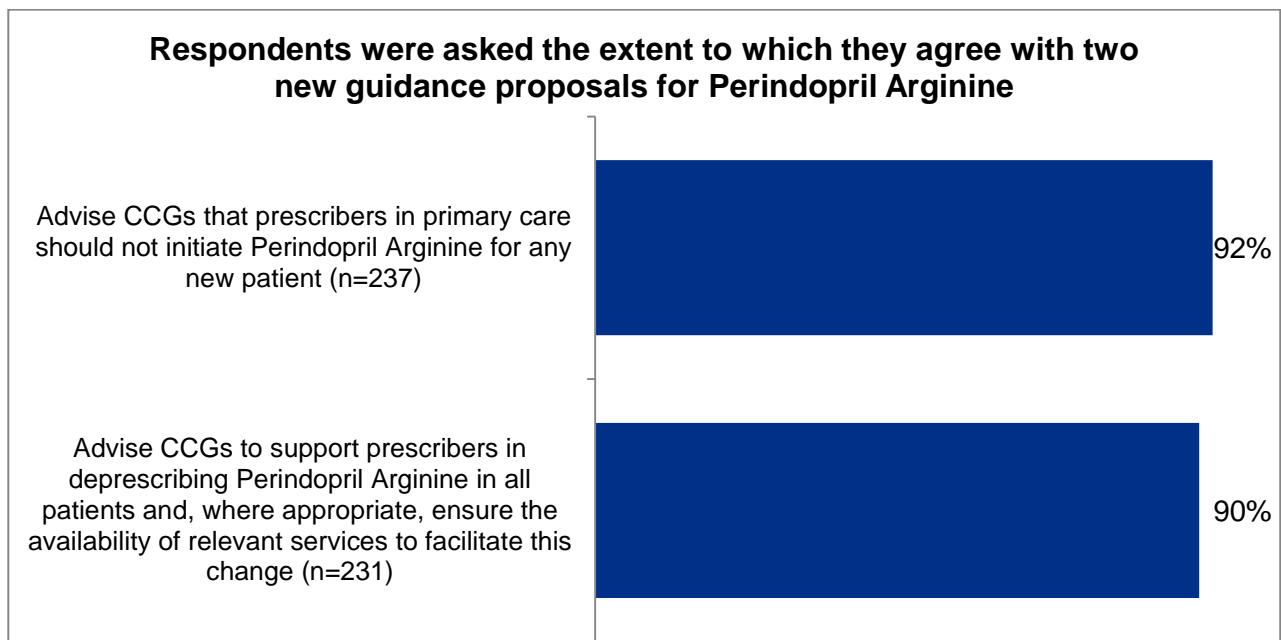 Respondents were asked the extent to which they agree with two
new guidance proposals for Perindopril Arginine
Advise CCGs that prescribers in primary care
should not initiate Perindopril Arginine for any
new patient (n=237)
92%
Advise CCGs to support prescribers in
deprescribing Perindopril Arginine in all
patients and, where appropriate, ensure the
availability of relevant services to facilitate this
change (n=231)
90%